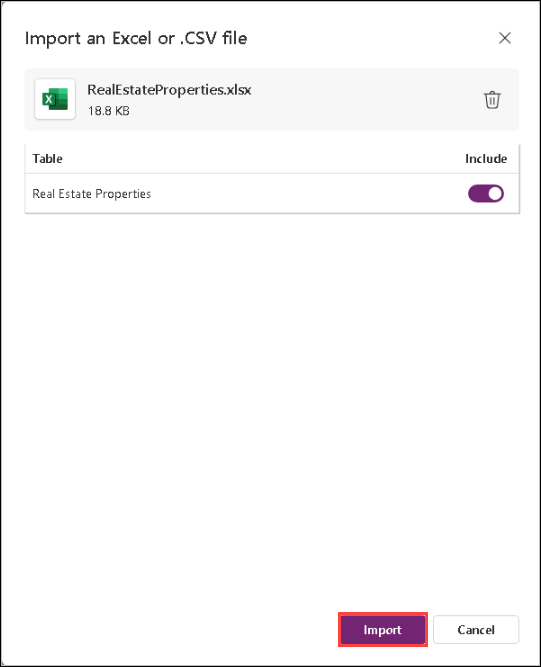 Import an Excel or .CSV file
RealEstateProperties.xlsx
18.8 KB
Table Include
Real Estate Properties
Import Cancel